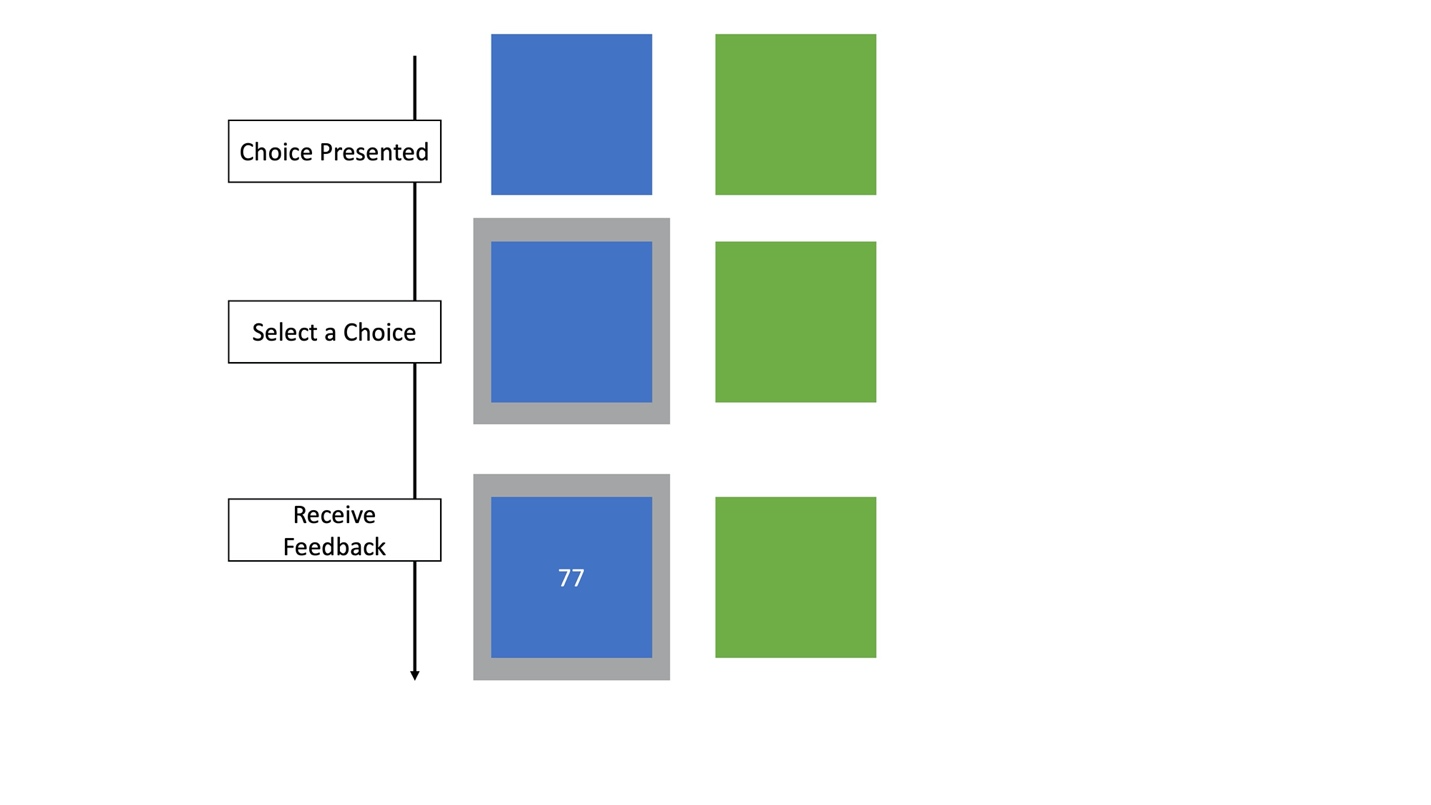 Choice Presented
Select a Choice
Receive
Feedback
77